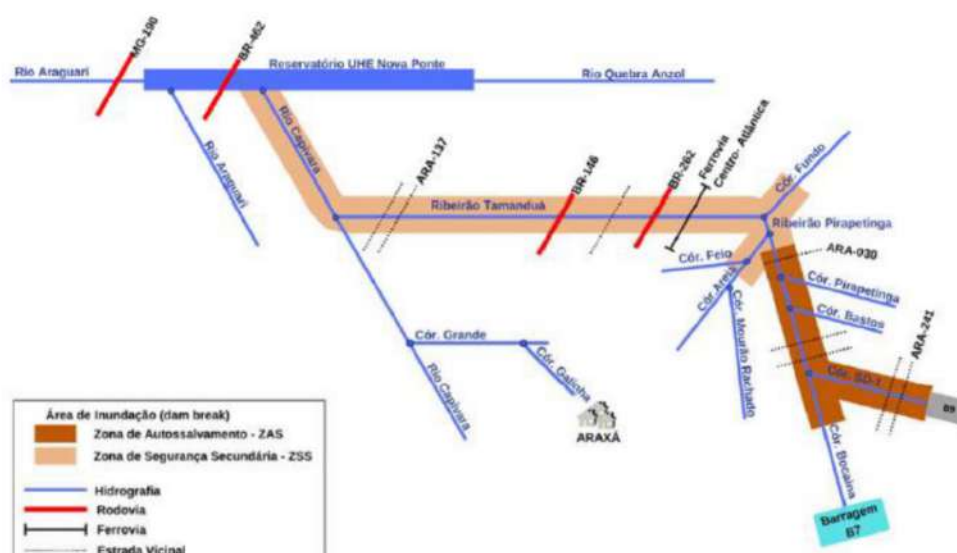 MG-190
BR-462
Rio Araguari
Reservatório UHE Nova Ponte
Rio Quebra Anzol
Rio Araguari
Rio Capivara
ARA-137
BR-146
BR-262
Ferrovia
Centro- Atlântica
Cór. Fundo
Ribeirão Tamanduá
Ribeirão Pirapetinga
ARA-030
Cór. Feio
Cór Areia
Cór. Pirapetinga
Cór. Bastos
Cór. Mourão Rachado
ARA-241
Cór. Grande
Cór. Galinha
Cór. BD-1
B9
Rio Capivara
ARAXÁ
Cór. Bocaina
Barragem
B7
Área de Inundação (dam break)
Zona de Autossalvamento - ZAS
Zona de Segurança Secundária - ZSS
Hidrografia
Rodovia
Ferrovia
Estrada Vicinal